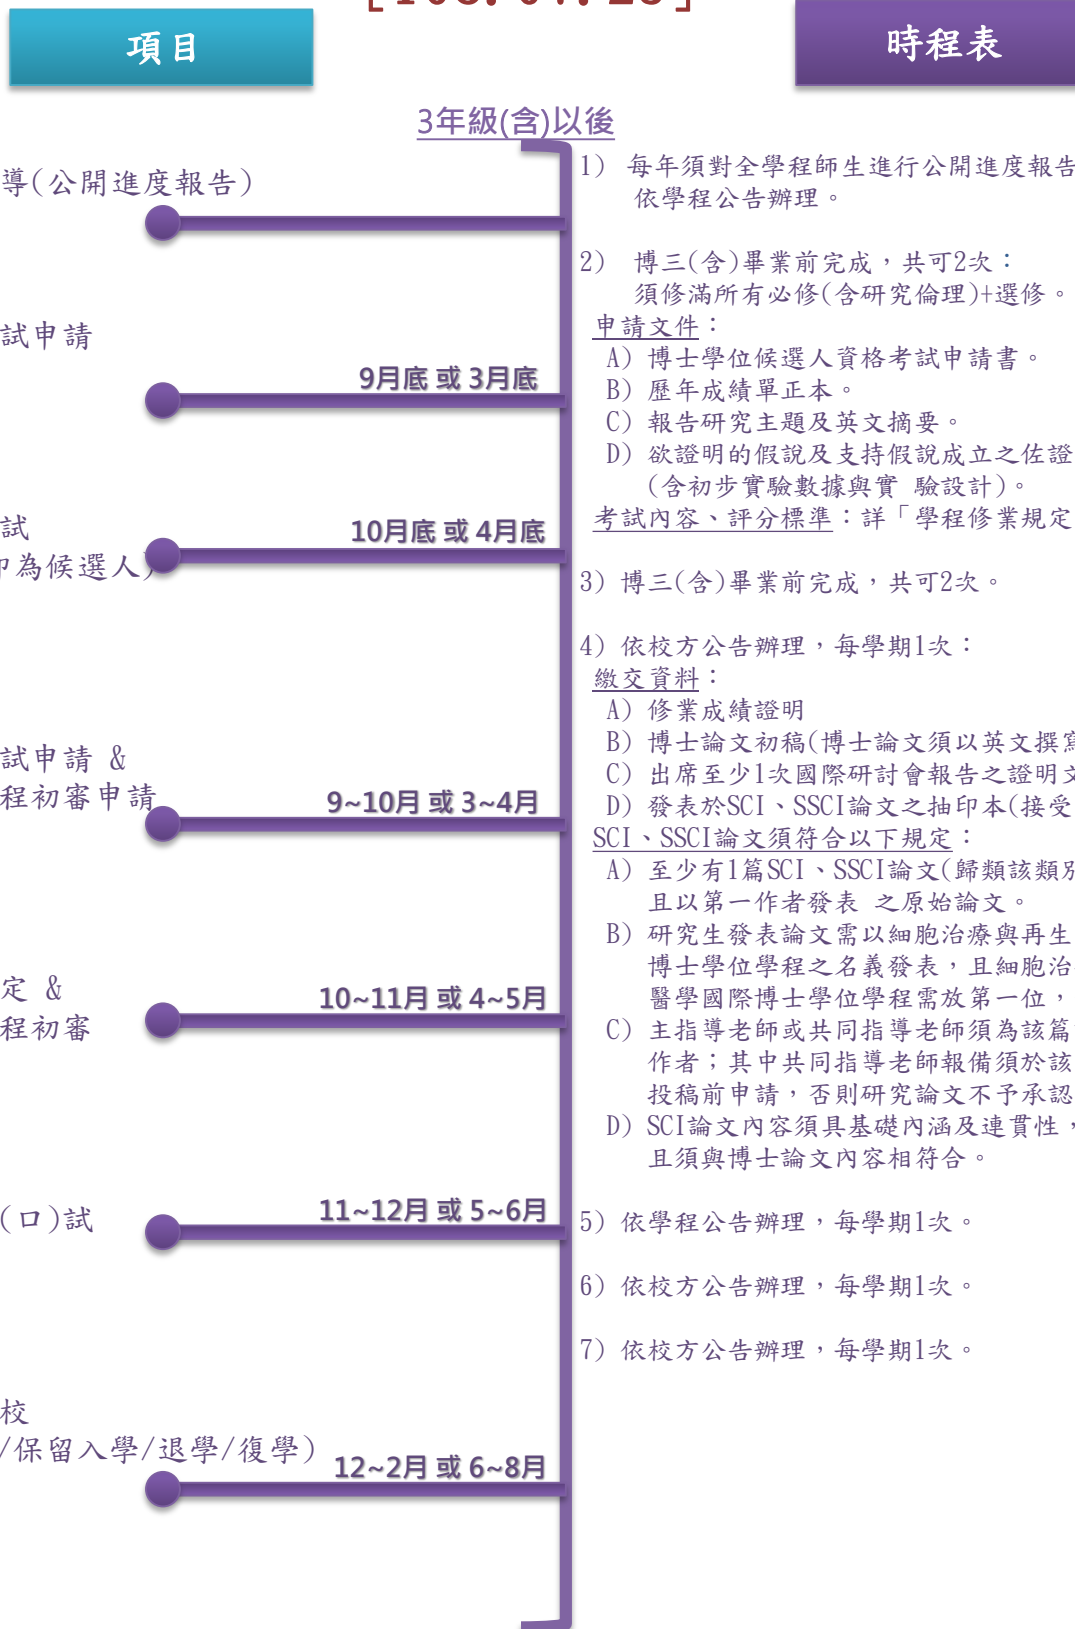 項目
時程表
3年級(含)以後
導(公開進度報告)
試申請
9月底 或 3月底
試
10月底 或 4月底
為候選人)
試申請 &
程初審申請
9~10月 或 3~4月
定 &
程初審
10~11月 或 4~5月
(口)試
11~12月 或 5~6月
校
/保留入學/退學/復學)
12~2月 或 6~8月
1) 每年須對全學程師生進行公開進度報告
依學程公告辦理。
2) 博三(含)畢業前完成，共可2次：
須修滿所有必修(含研究倫理)+選修。
申請文件：
A) 博士學位候選人資格考試申請書。
B) 歷年成績單正本。
C) 報告研究主題及英文摘要。
D) 欲證明的假說及支持假說成立之佐證
(含初步實驗數據與實 驗設計)。
考試內容、評分標準：詳「學程修業規定
3) 博三(含)畢業前完成，共可2次。
4) 依校方公告辦理，每學期1次：
繳交資料：
A) 修業成績證明
B) 博士論文初稿(博士論文須以英文撰寫
C) 出席至少1次國際研討會報告之證明文
D) 發表於SCI、SSCI論文之抽印本(接受
SCI、SSCI論文須符合以下規定：
A) 至少有1篇SCI、SSCI論文(歸類該類別
且以第一作者發表 之原始論文。
B) 研究生發表論文需以細胞治療與再生
博士學位學程之名義發表，且細胞治
醫學國際博士學位學程需放第一位，
C) 主指導老師或共同指導老師須為該篇
作者；其中共同指導老師報備須於該
投稿前申請，否則研究論文不予承認
D) SCI論文內容須具基礎內涵及連貫性，
且須與博士論文內容相符合。
5) 依學程公告辦理，每學期1次。
6) 依校方公告辦理，每學期1次。
7) 依校方公告辦理，每學期1次。